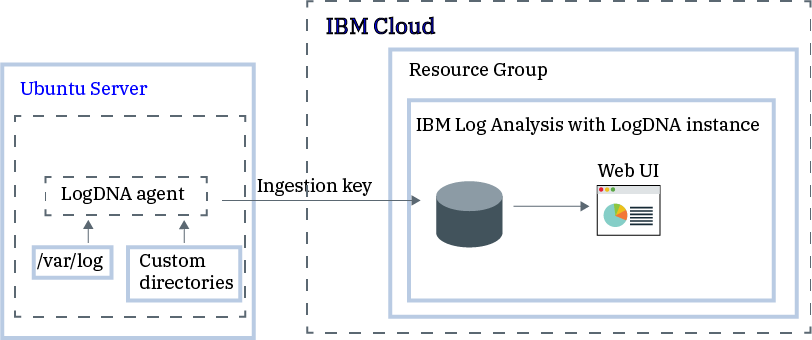 IBM Cloud
Resource Group
Ubuntu Server
IBM Log Analysis with LogDNA instance
Web UI
Ingestion key
LogDNA agent
/var/log
Custom
directories